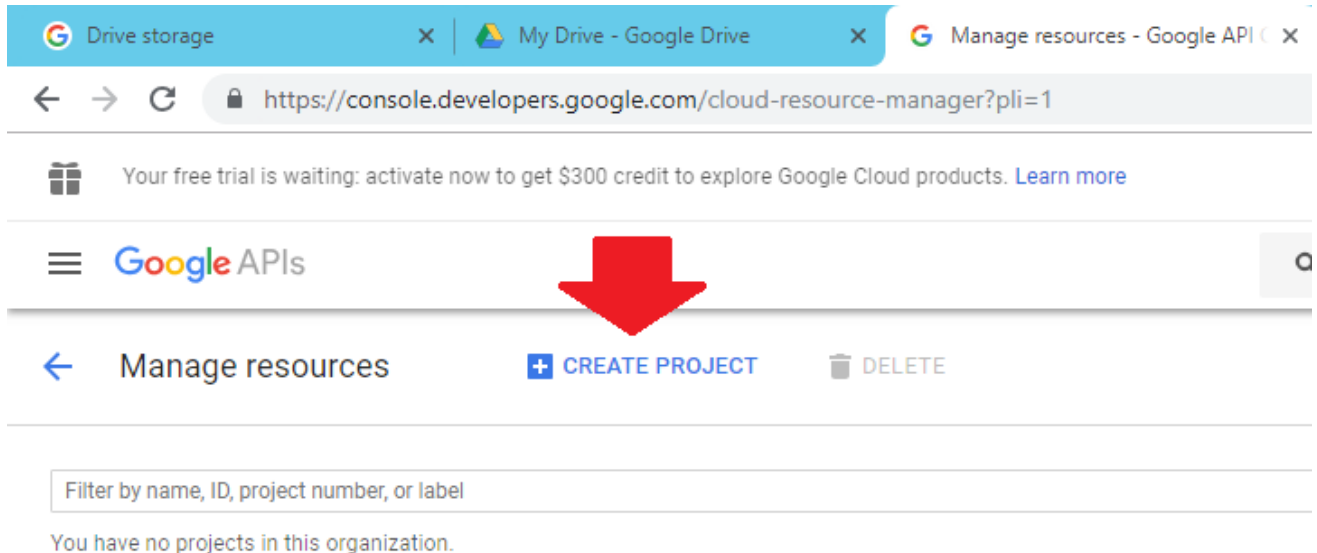 Drive storage
My Drive - Google Drive
Manage resources - Google API
https://console.developers.google.com/cloud-resource-manager?pli=1
Your free trial is waiting: activate now to get $300 credit to explore Google Cloud products. Learn more
Google APIs
Manage resources
CREATE PROJECT
DELETE
Filter by name, ID, project number, or label
You have no projects in this organization.